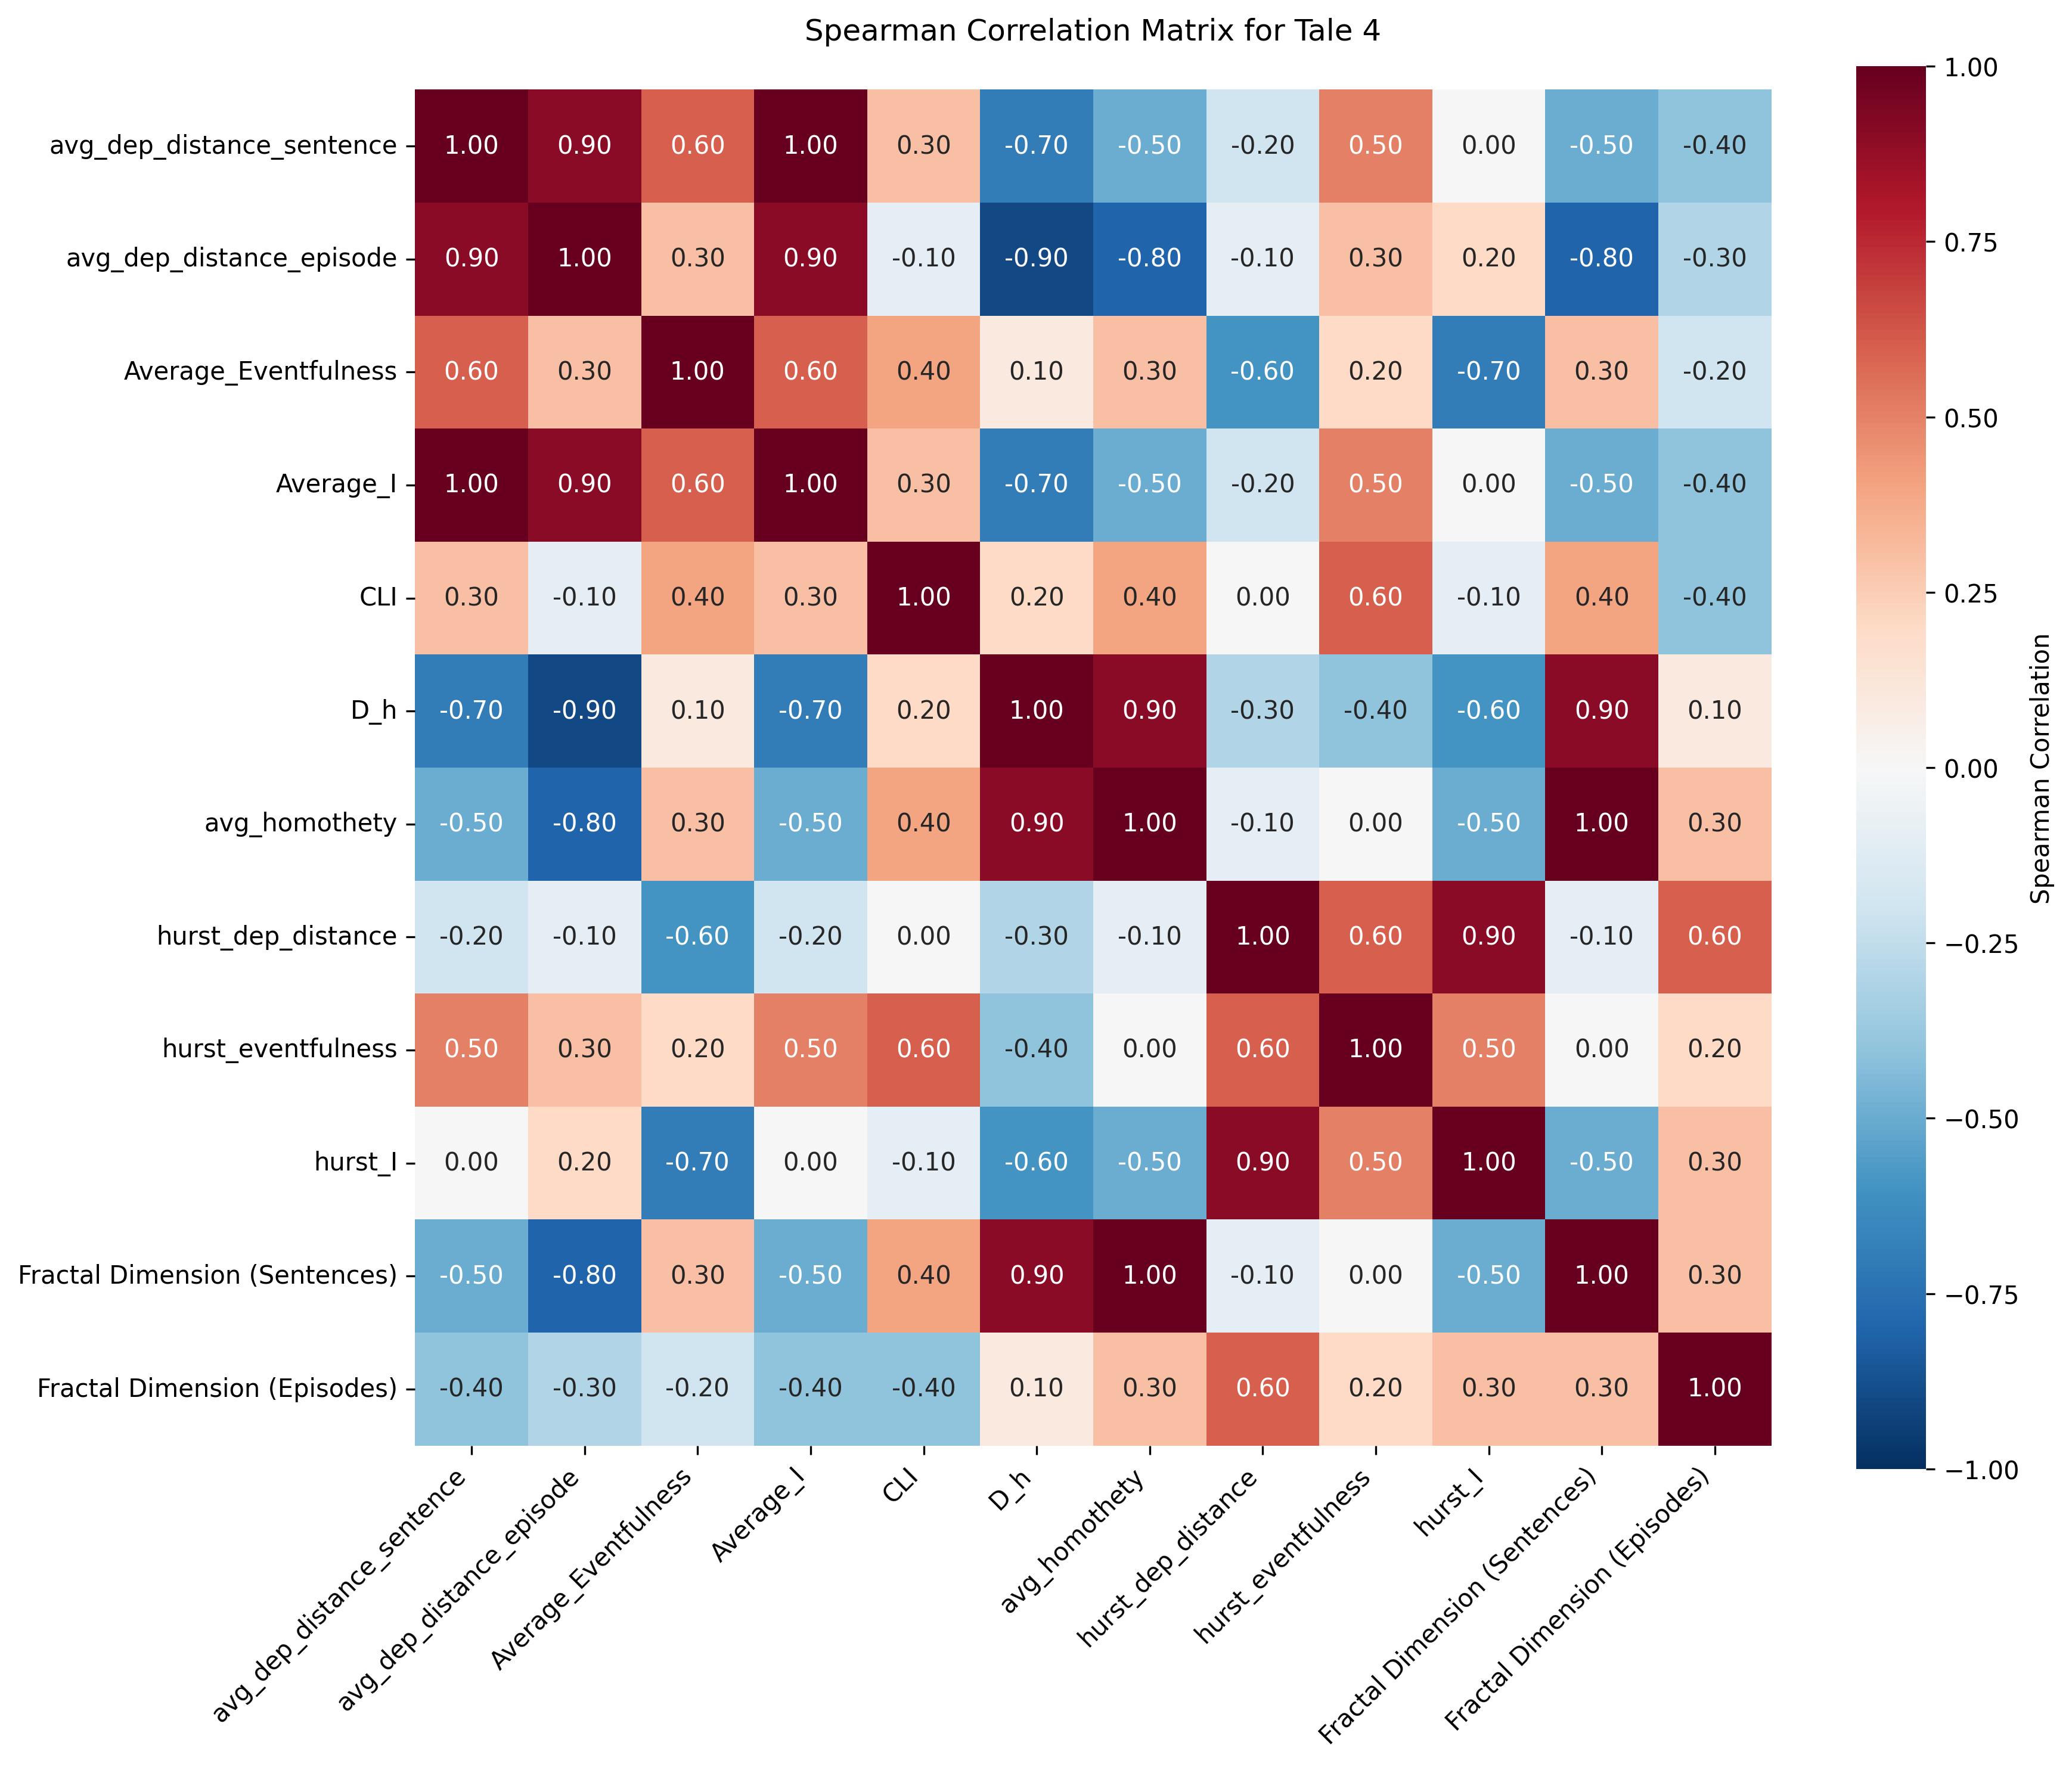 Spearman Correlation Matrix for Tale 4
avg_dep_distance_sentence 1.00 0.90 0.60 1.00 0.30 -0.70 -0.50 -0.20 0.50 0.00 -0.50 -0.40
avg_dep_distance_episode 0.90 1.00 0.30 0.90 -0.10 -0.90 -0.80 -0.10 0.30 0.20 -0.80 -0.30
Average_Eventfulness 0.60 0.30 1.00 0.60 0.40 0.10 0.30 -0.60 0.20 -0.70 0.30 -0.20
Average_I 1.00 0.90 0.60 1.00 0.30 -0.70 -0.50 -0.20 0.50 0.00 -0.50 -0.40
CLI 0.30 -0.10 0.40 0.30 1.00 0.20 0.40 0.00 0.60 -0.10 0.40 -0.40
D_h -0.70 -0.90 0.10 -0.70 0.20 1.00 0.90 -0.30 -0.40 -0.60 0.90 0.10
avg_homothety -0.50 -0.80 0.30 -0.50 0.40 0.90 1.00 -0.10 0.00 -0.50 1.00 0.30
hurst_dep_distance -0.20 -0.10 -0.60 -0.20 0.00 -0.30 -0.10 1.00 0.60 0.90 -0.10 0.60
hurst_eventfulness 0.50 0.30 0.20 0.50 0.60 -0.40 0.00 0.60 1.00 0.50 0.00 0.20
hurst_I 0.00 0.20 -0.70 0.00 -0.10 -0.60 -0.50 0.90 0.50 1.00 -0.50 0.30
Fractal Dimension (Sentences) -0.50 -0.80 0.30 -0.50 0.40 0.90 1.00 -0.10 0.00 -0.50 1.00 0.30
Fractal Dimension (Episodes) -0.40 -0.30 -0.20 -0.40 -0.40 0.10 0.30 0.60 0.20 0.30 0.30 1.00
avg_dep_distance_sentence
avg_dep_distance_episode
Average_Eventfulness
Average_I
CLI
D_h
avg_homothety
hurst_dep_distance
hurst_eventfulness
hurst_I
Fractal Dimension (Sentences)
Fractal Dimension (Episodes)
1.00
0.75
0.50
0.25
0.00
−0.25
−0.50
−0.75
−1.00
Spearman Correlation